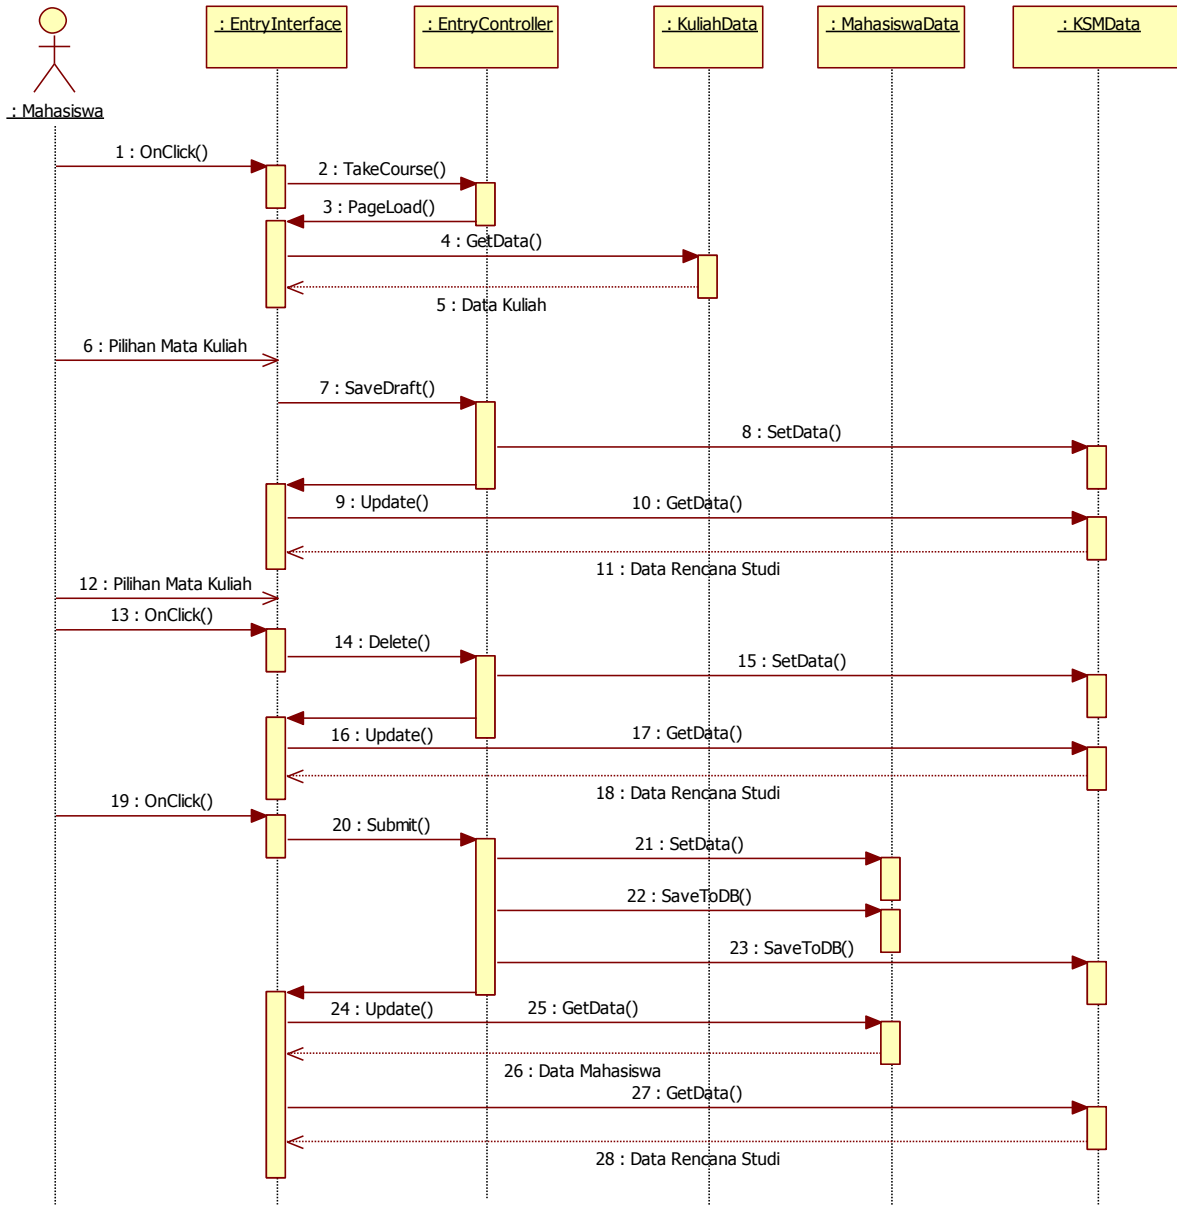 : EntryInterface
: EntryController
: KuliahData
: MahasiswaData
: KSMData
: Mahasiswa
1 : OnClick()
2 : TakeCourse()
3 : PageLoad()
4 : GetData()
5 : Data Kuliah
6 : Pilihan Mata Kuliah
7 : SaveDraft()
8 : SetData()
9 : Update()
10 : GetData()
11 : Data Rencana Studi
12 : Pilihan Mata Kuliah
13 : OnClick()
14 : Delete()
15 : SetData()
16 : Update()
17 : GetData()
18 : Data Rencana Studi
19 : OnClick()
20 : Submit()
21 : SetData()
22 : SaveToDB()
23 : SaveToDB()
24 : Update()
25 : GetData()
26 : Data Mahasiswa
27 : GetData()
28 : Data Rencana Studi